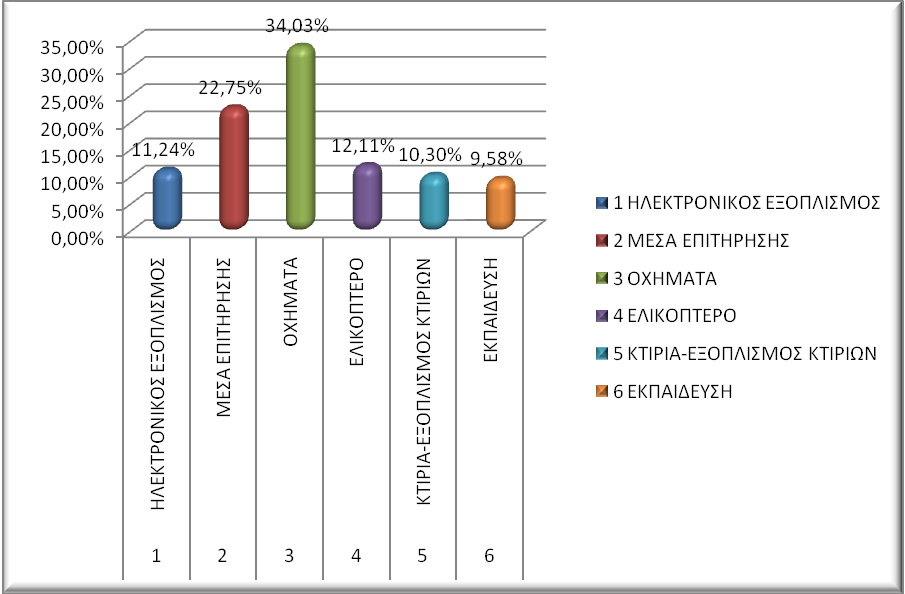 34,03%
35,00%
30,00%
22,75%
25,00%
20,00%
11,24%
12,11%
10,30%
9,58%
15,00%
10,00%
5,00%
0,00%
ΗΛΕΚΤΡΟΝΙΚΟΣ ΕΞΟΠΛΙΣΜΟΣ
ΜΕΣΑ ΕΠΙΤΗΡΗΣΗΣ
ΟΧΗΜΑΤΑ
ΕΛΙΚΟΠΤΕΡΟ
ΚΤΙΡΙΑ-ΕΞΟΠΛΙΣΜΟΣ ΚΤΙΡΙΩΝ
ΕΚΠΑΙΔΕΥΣΗ
1 2 3 4 5 6
1 ΗΛΕΚΤΡΟΝΙΚΟΣ ΕΞΟΠΛΙΣΜΟΣ
2 ΜΕΣΑ ΕΠΙΤΗΡΗΣΗΣ
3 ΟΧΗΜΑΤΑ
4 ΕΛΙΚΟΠΤΕΡΟ
5 ΚΤΙΡΙΑ-ΕΞΟΠΛΙΣΜΟΣ ΚΤΙΡΙΩΝ
6 ΕΚΠΑΙΔΕΥΣΗ